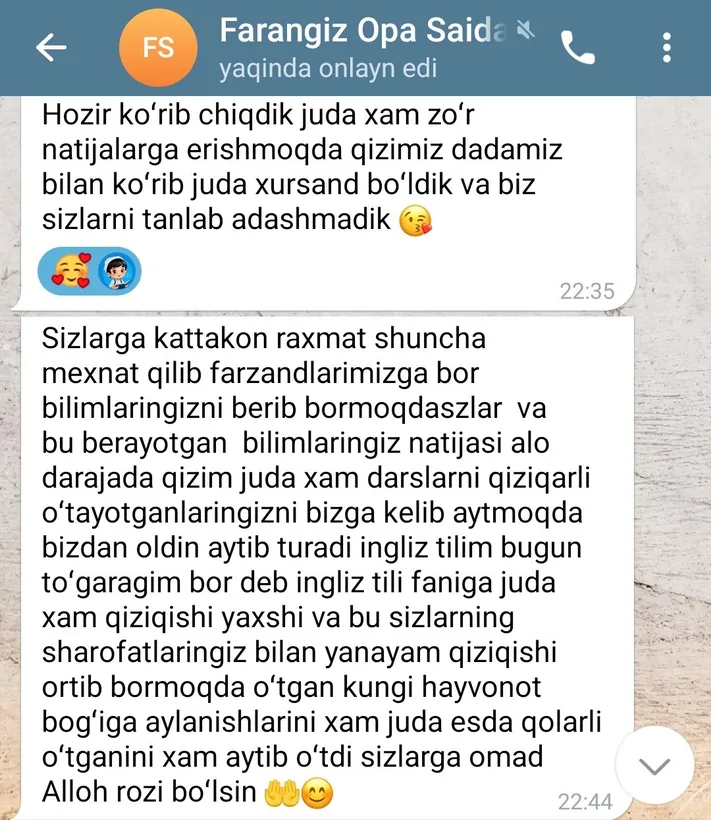 FS
Farangiz Opa Saida
yaqinda onlayn edi
Hozir koʻrib chiqdik juda xam zoʻr
natijalarga erishmoqda qizimiz dadamiz
bilan koʻrib juda xursand boʻldik va biz
sizlarni tanlab adashmadik 😘
22:35
Sizlarga kattakon raxmat shuncha
mexnat qilib farzandlarimizga bor
bilimlaringizni berib bormoqdaszlar va
bu berayotgan bilimlaringiz natijasi alo
darajada qizim juda xam darslarni qiziqarli
oʻtayotganlaringizni bizga kelib aytmoqda
bizdan oldin aytib turadi ingliz tilim bugun
toʻgaragim bor deb ingliz tili faniga juda
xam qiziqishi yaxshi va bu sizlarning
sharofatlaringiz bilan yanayam qiziqishi
ortib bormoqda oʻtgan kungi hayvonot
bogʻiga aylanishlarini xam juda esda qolarli
oʻtganini xam aytib oʻtdi sizlarga omad
Alloh rozi boʻlsin 🤲😊
22:44